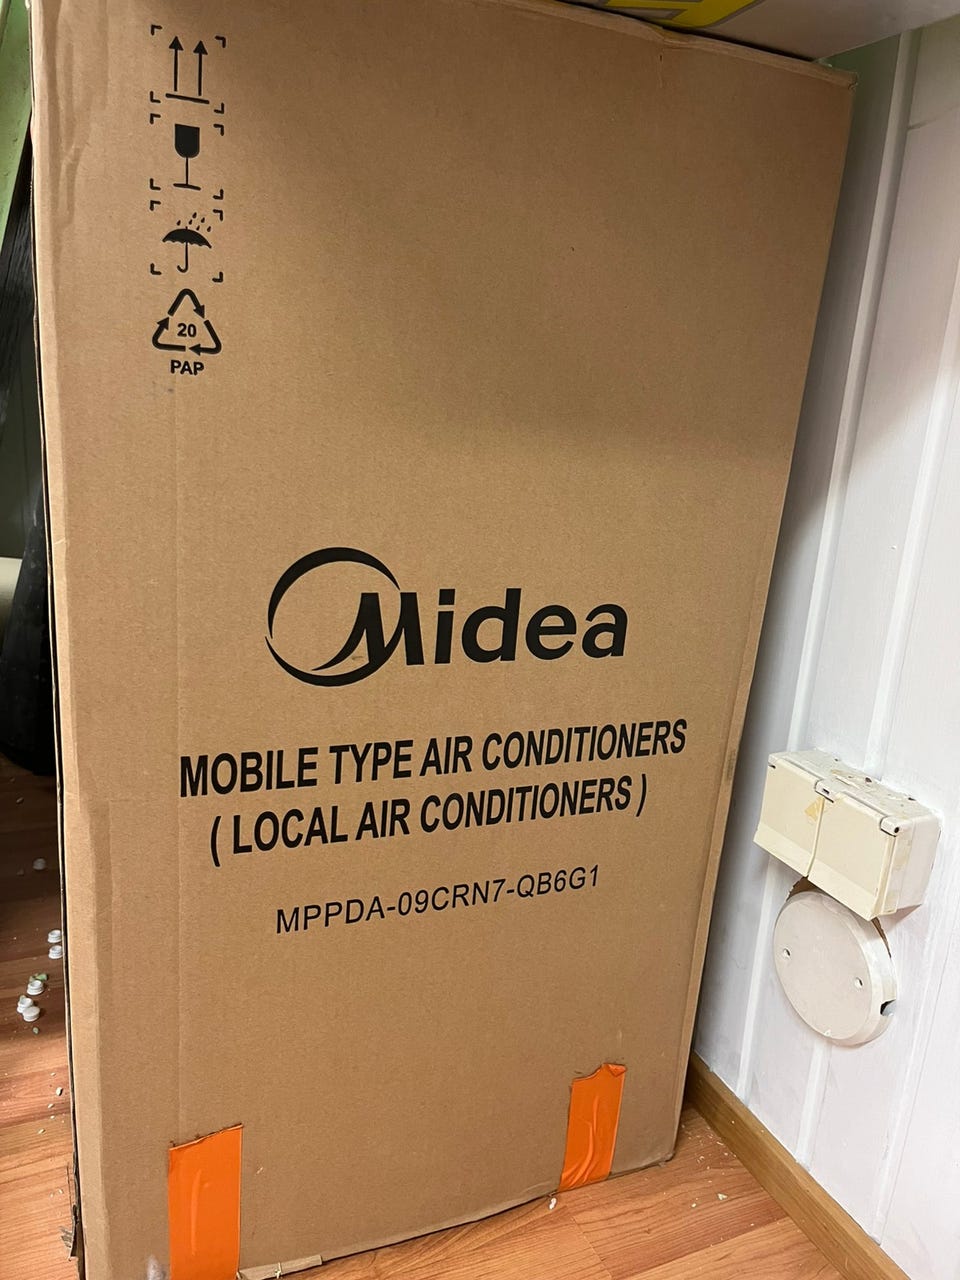 20
PAP
Midea
MOBILE TYPE AIR CONDITIONERS
( LOCAL AIR CONDITIONERS )
MPPDA-09CRN7-QB6G1